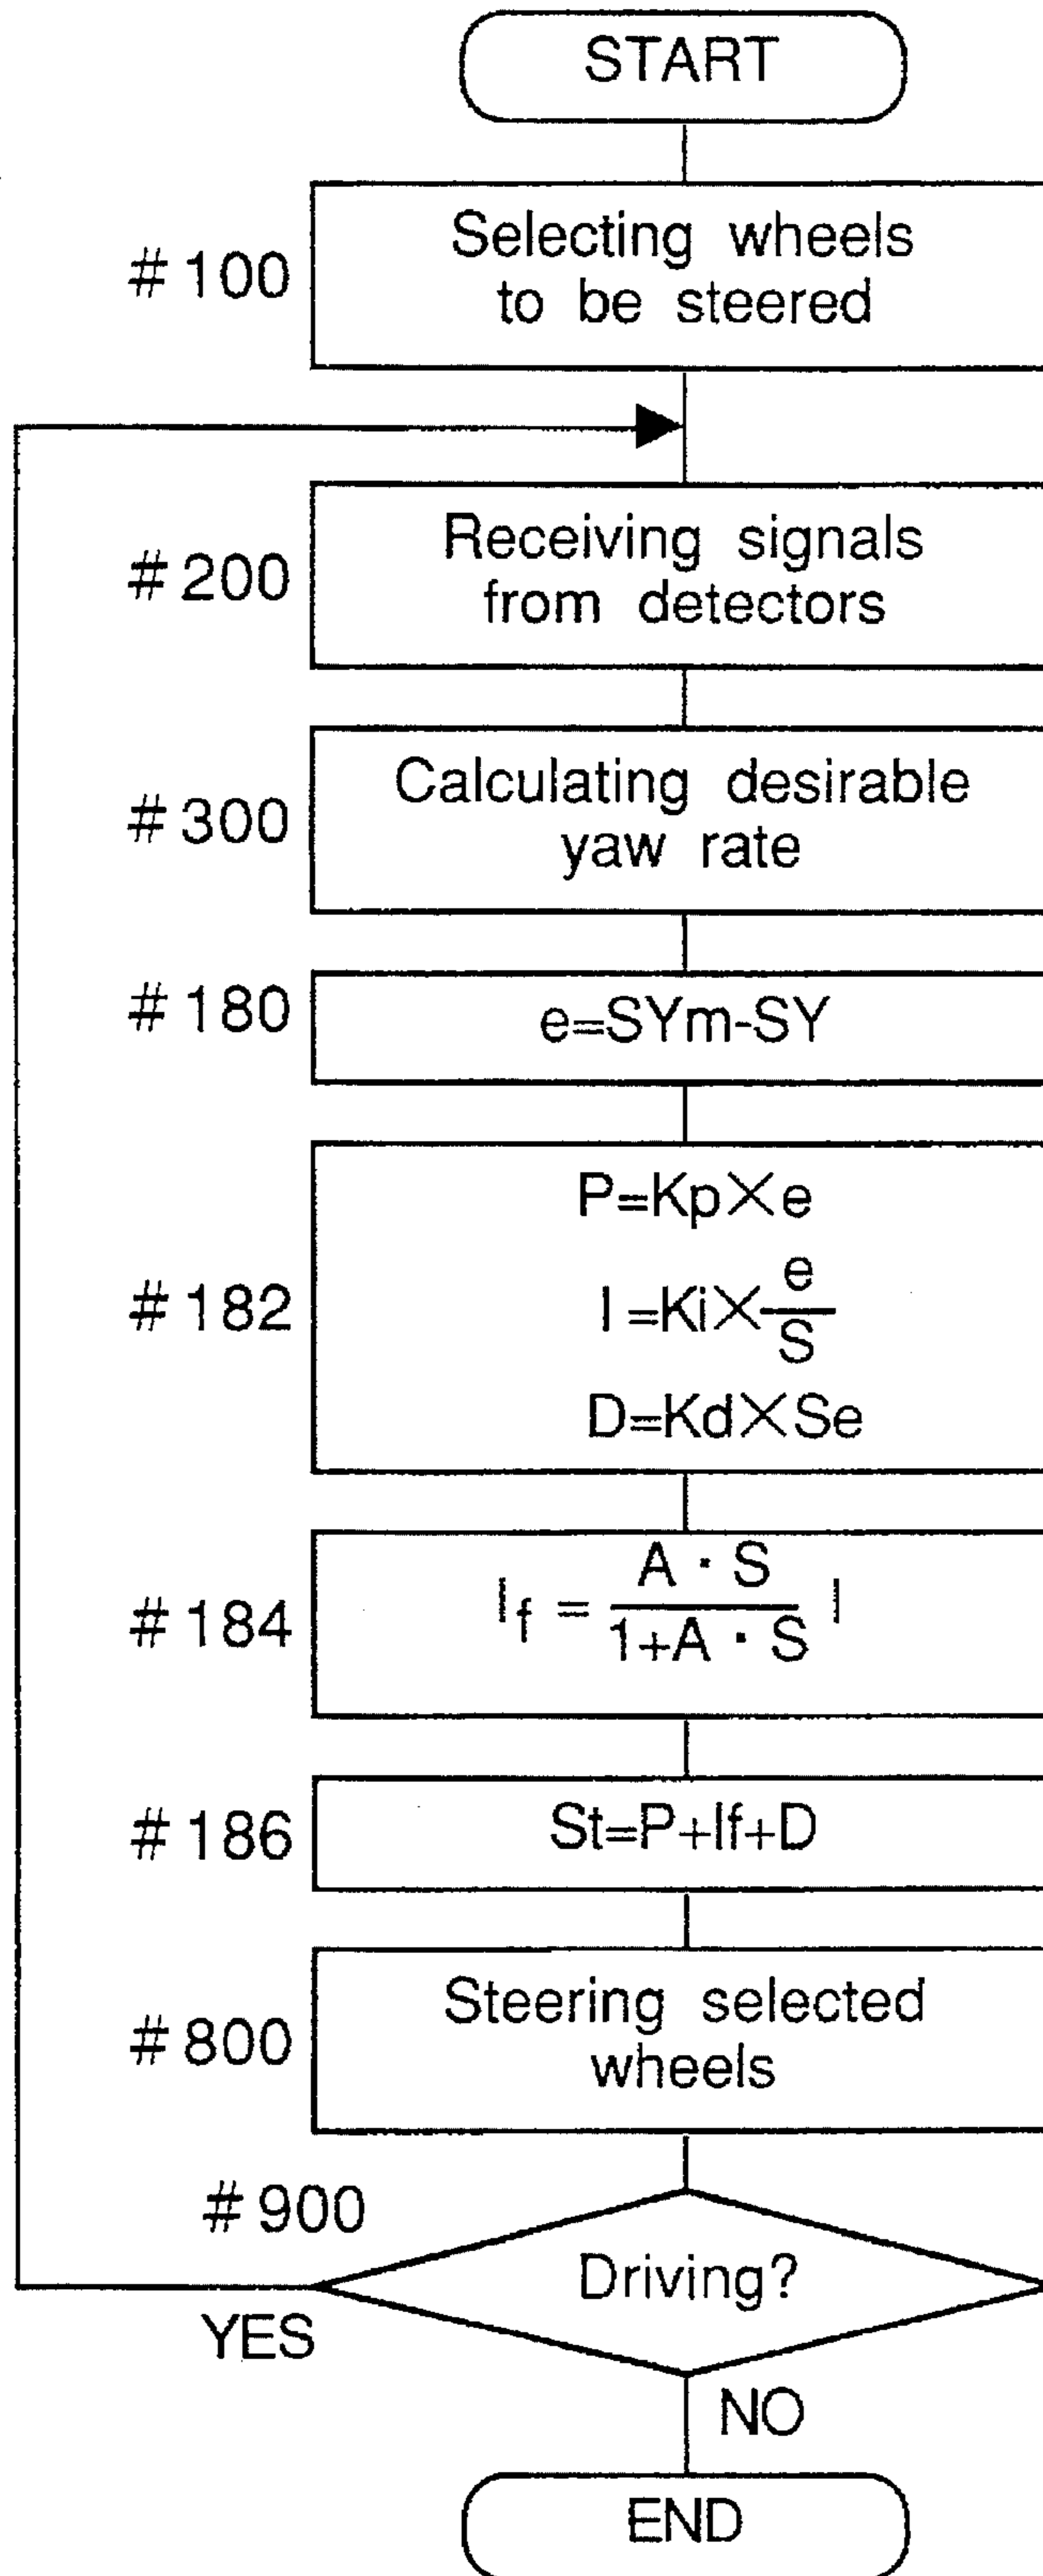 START
#100
Selecting wheels
to be steered
#200
Receiving signals
from detectors
#300
Calculating desirable
yaw rate
#180
e=SYm-SY
#182
P=Kp×e
I=Ki×e/S
D=Kd×Se
#184
If = A·S/1+A·S I
#186
St=P+If+D
#800
Steering selected
wheels
#900
Driving?
YES
NO
END